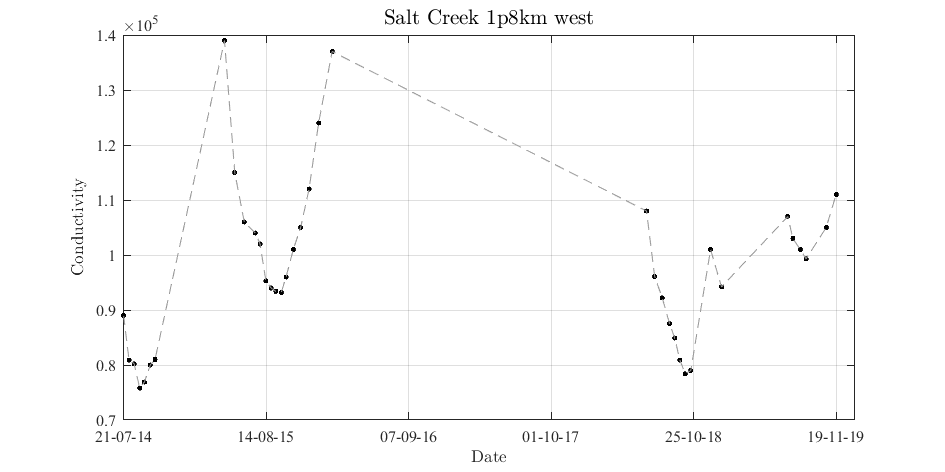 Salt Creek 1p8km west
×10⁵
1.4
1.3
1.2
1.1
1
0.9
0.8
0.7
Conductivity
21-07-14 14-08-15 07-09-16 01-10-17 25-10-18 19-11-19
Date